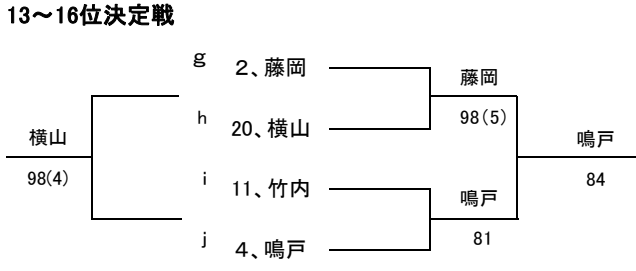 13～16位決定戦
g 2、藤岡
h 20、横山
i 11、竹内
j 4、鳴戸
藤岡
98(5)
鳴戸
81
鳴戸
84
横山
98(4)